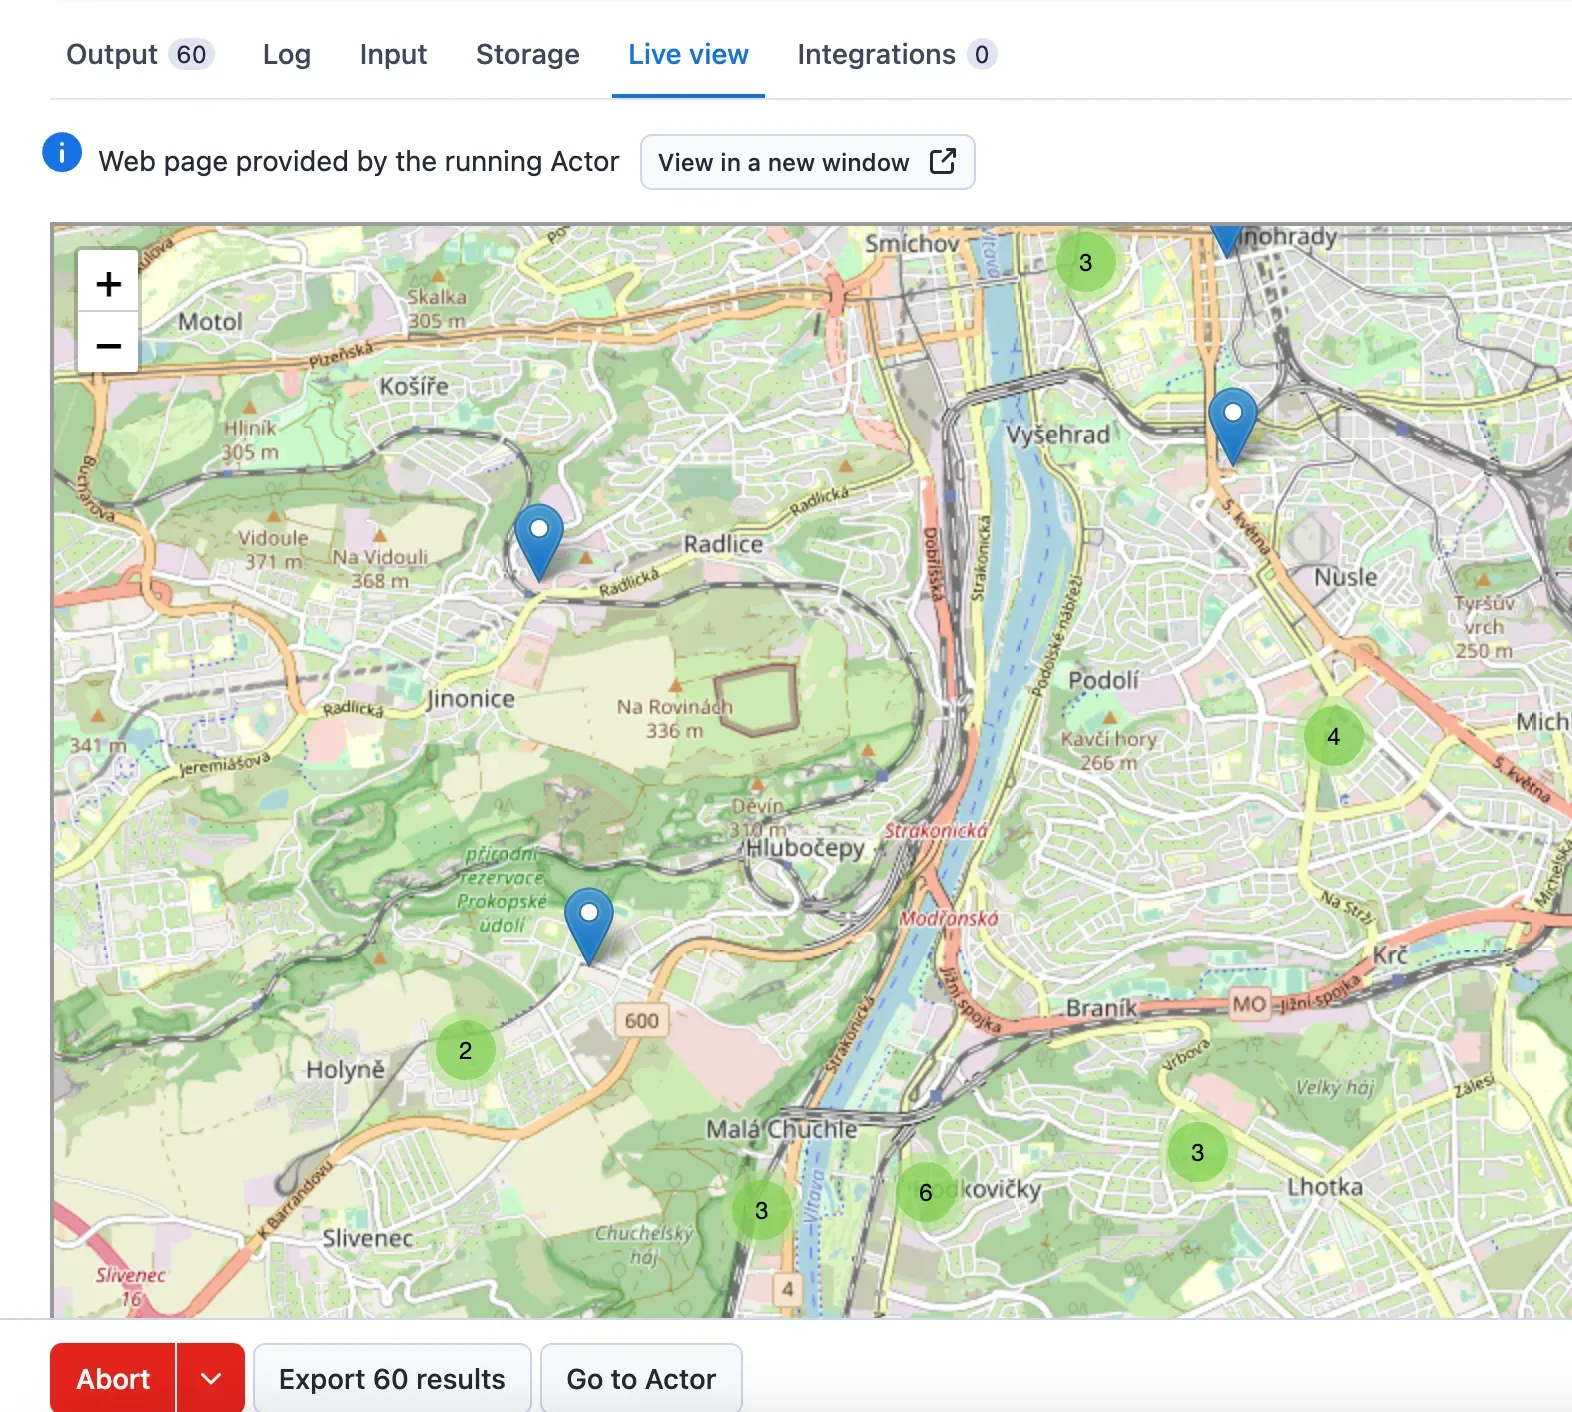 Output 60 Log Input Storage Live view Integrations 0
Web page provided by the running Actor View in a new window
+
−
Smíchov
Vltava
3
inohrady
Skalka
305 m
Motol
Plzeňská
Košíře
Hliník
305 m
Vyšehrad
Bucharova
Radlická
5. května
Vidoule
371 m
Na Vidouli
368 m
Radlice
Radlická
Dobříšská
Strakonická
Nusle
Tyršův
vrch
250 m
Podolské nábřeží
Podolí
Jinonice
Radlická
Na Rovinách
336 m
341 m
Jeremiášova
Kavčí hory
266 m
4
Mich
5. května
Děvín
310 m
Strakonická
Hlubočepy
přírodní
rezervace
Prokopské
údolí
Modřanská
Na Strži
Michelská
Krč
Jižní spojka
Braník
MO
Jižní spojka
600
Strakonická
2
Holyně
Vrbova
Velký háj
Zálesí
Malá Chuchle
3
6
dkovičky
3
Lhotka
Vltava
K Barrandovu
Slivenec
Chuchelský
háj
Slivenec
16
4
Abort Export 60 results Go to Actor